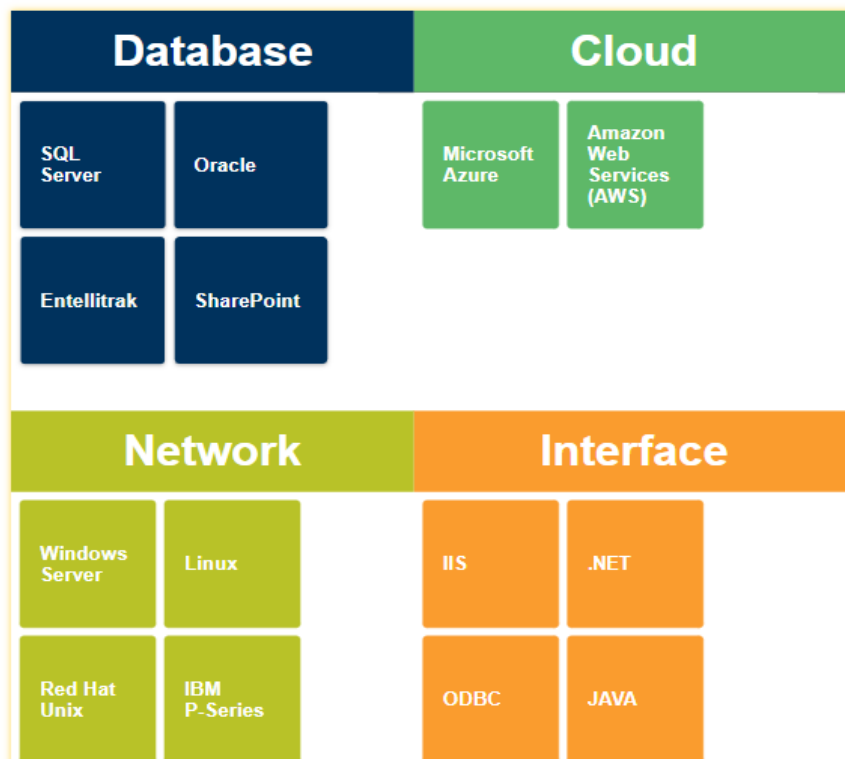 Database
Cloud
SQL
Server
Oracle
Microsoft
Azure
Amazon
Web
Services
(AWS)
Entellitrak
SharePoint
Network
Interface
Windows
Server
Linux
IIS
.NET
Red Hat
Unix
IBM
P-Series
ODBC
JAVA